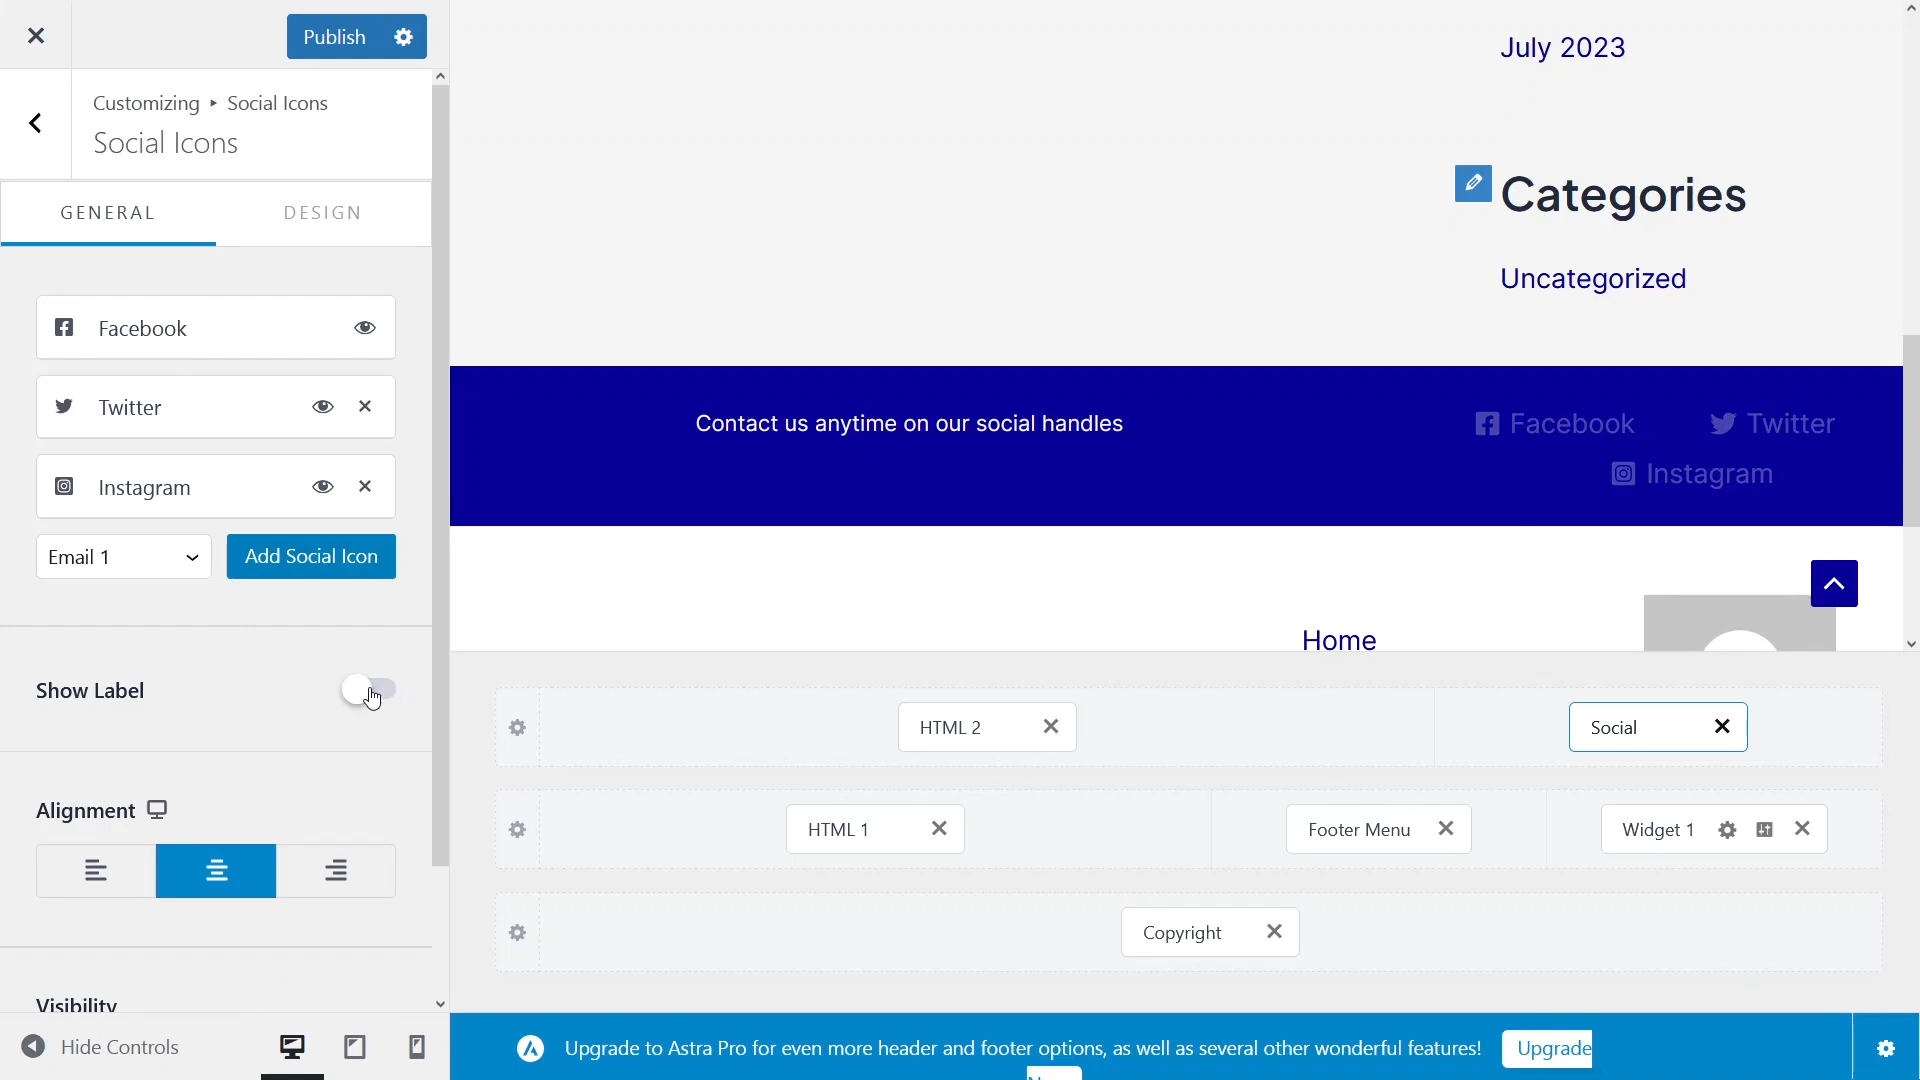 Publish
Customizing ▸ Social Icons
Social Icons
GENERAL
DESIGN
Facebook
Twitter
Instagram
Email 1
Add Social Icon
Show Label
Alignment
Visibility
Hide Controls
July 2023
Categories
Uncategorized
Contact us anytime on our social handles
Facebook
Twitter
Instagram
Home
HTML 2
Social
HTML 1
Footer Menu
Widget 1
Copyright
Upgrade to Astra Pro for even more header and footer options, as well as several other wonderful features!
Upgrade